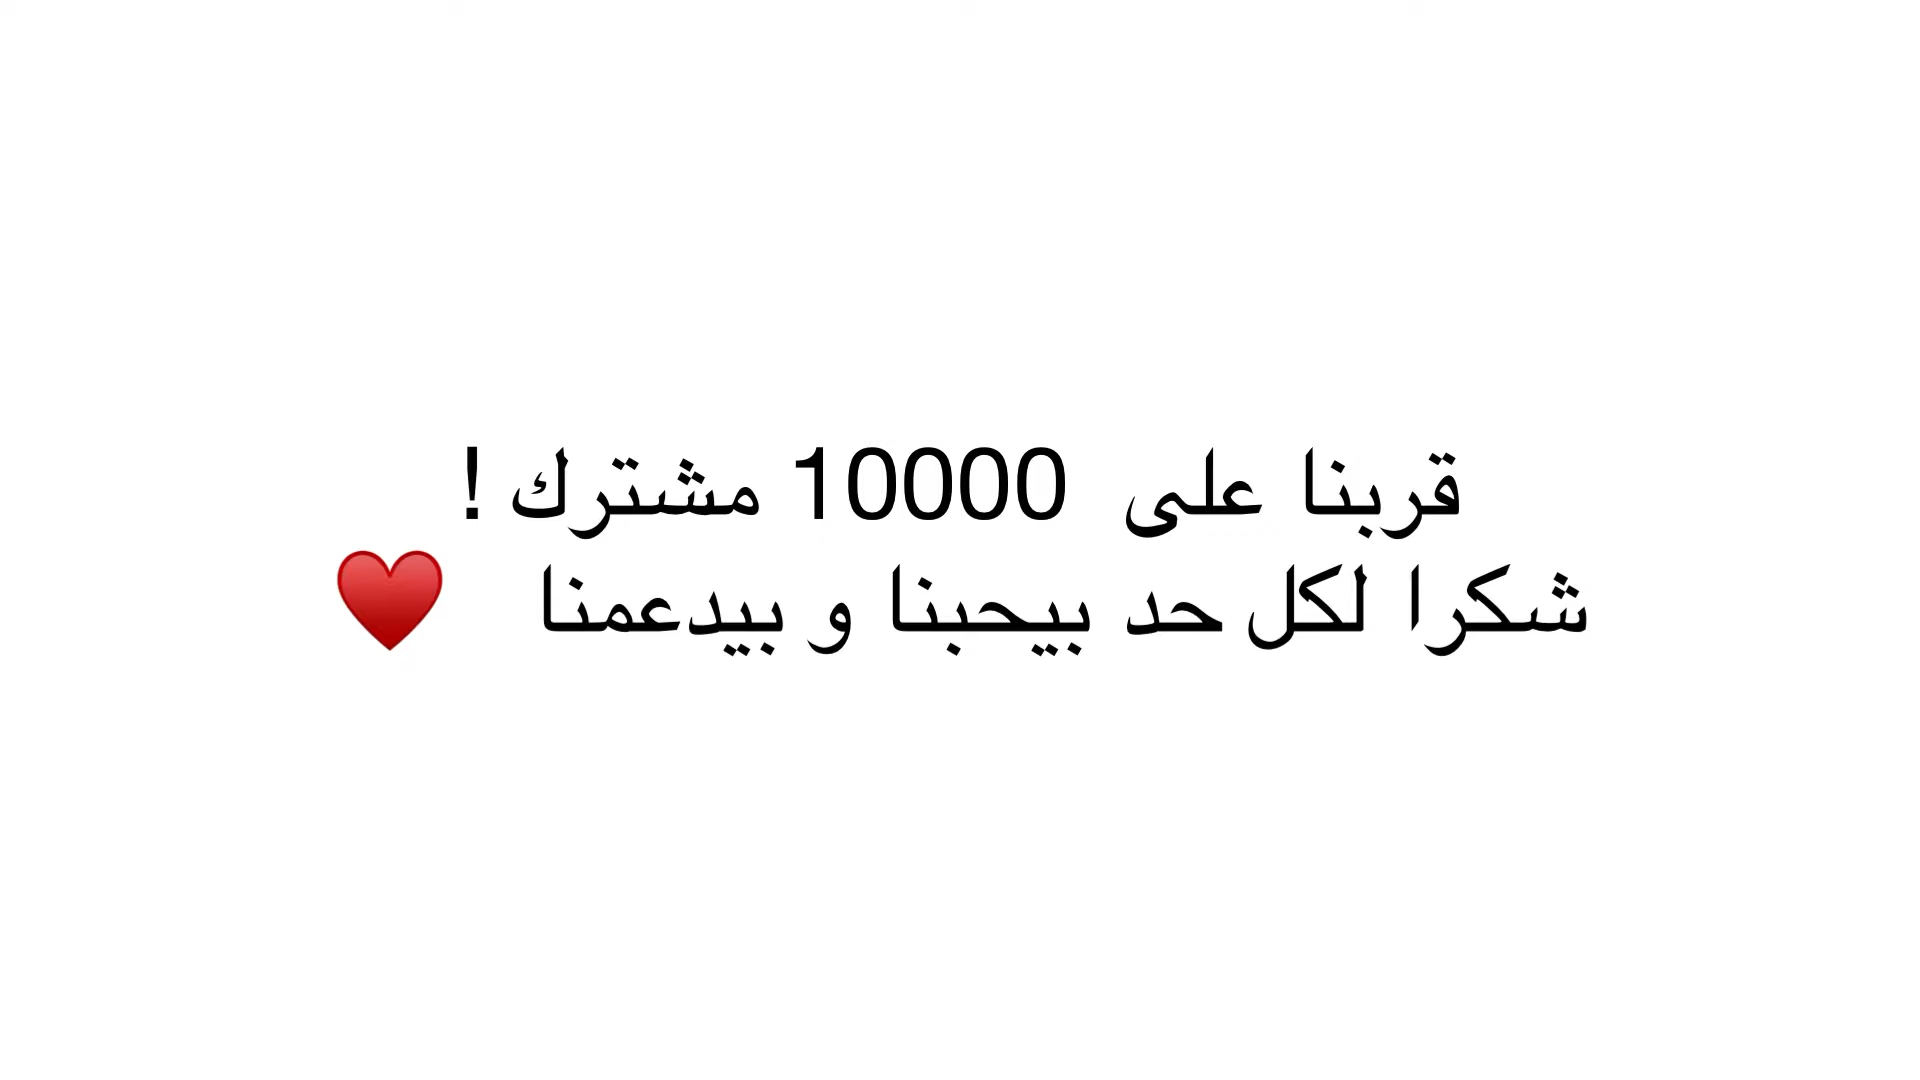 قربنا على 10000 مشترك !
شكرا لكل حد بيحبنا و بيدعمنا ♥️